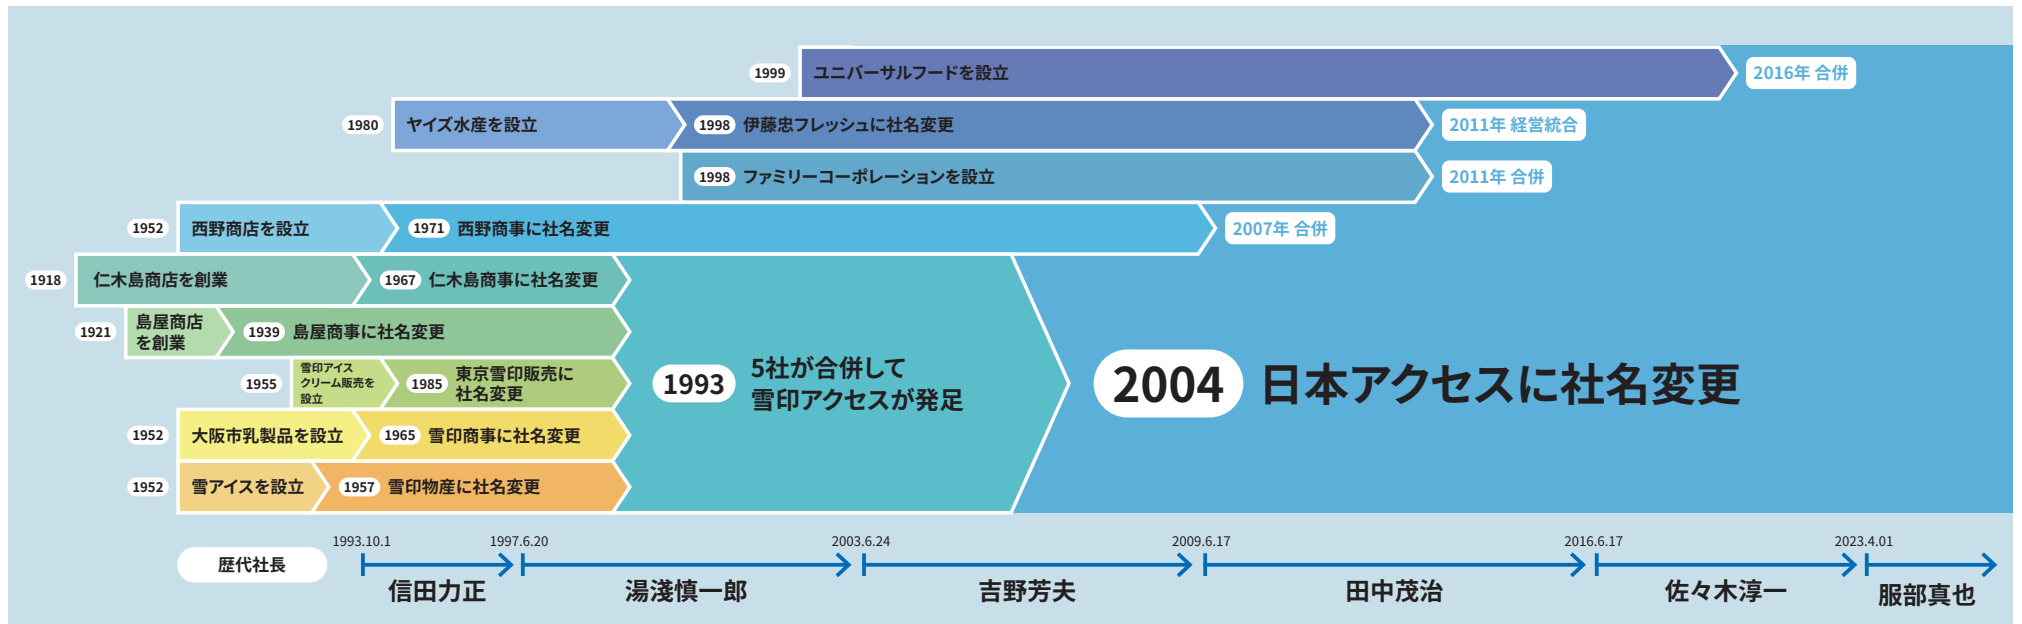 1999 ユニバーサルフードを設立 2016年 合併
1980 ヤイズ水産を設立 1998 伊藤忠フレッシュに社名変更 2011年 経営統合
1998 ファミリーコーポレーションを設立 2011年 合併
1952 西野商店を設立 1971 西野商事に社名変更 2007年 合併
1918 仁木島商店を創業 1967 仁木島商事に社名変更
1921 島屋商店
を創業
1939 島屋商事に社名変更
1955 雪印アイス
クリーム販売を
設立
1985 東京雪印販売に
社名変更
1952 大阪市乳製品を設立 1965 雪印商事に社名変更
1952 雪アイスを設立 1957 雪印物産に社名変更
1993 5社が合併して
雪印アクセスが発足
2004 日本アクセスに社名変更
歴代社長
1993.10.1 1997.6.20 2003.6.24 2009.6.17 2016.6.17 2023.4.01
信田力正 湯淺慎一郎 吉野芳夫 田中茂治 佐々木淳一 服部真也